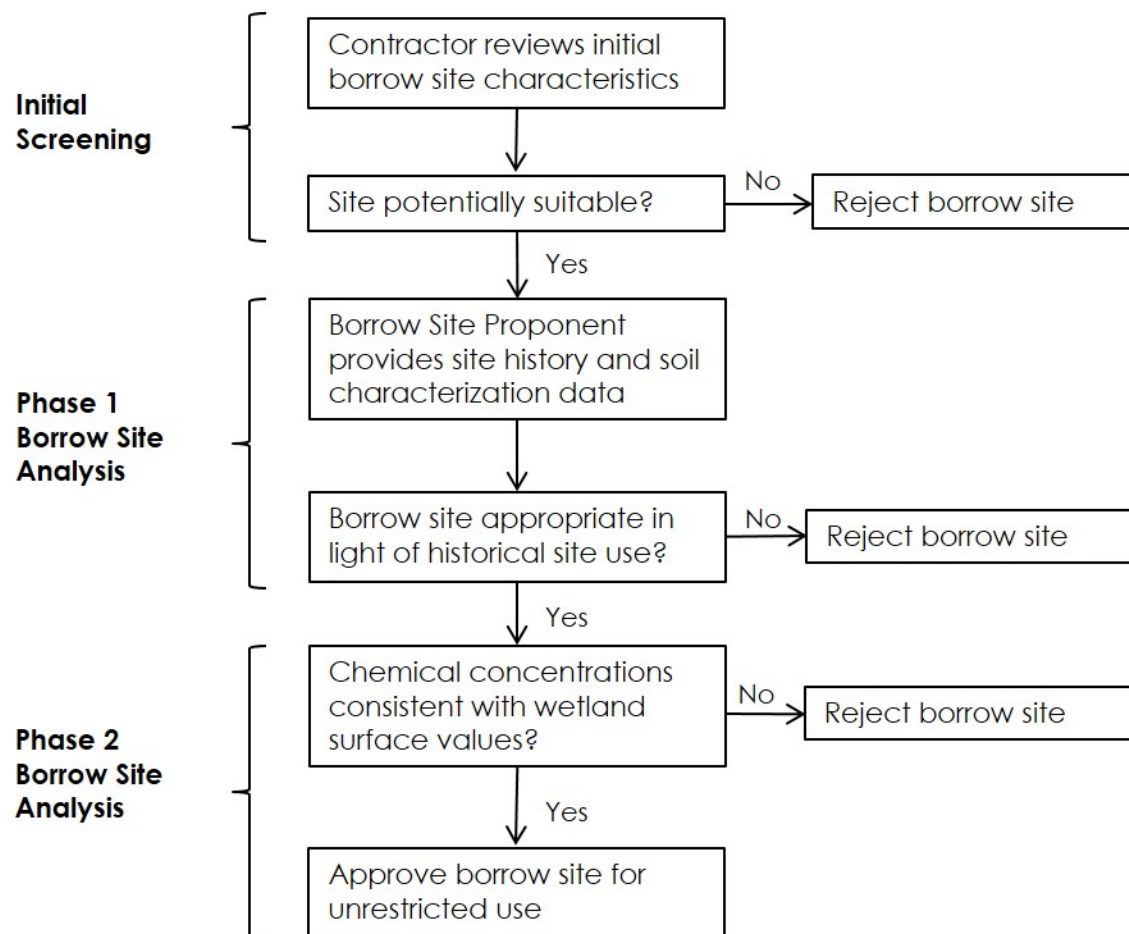 Contractor reviews initial
borrow site characteristics
Initial
Screening
Site potentially suitable?
No
Reject borrow site
Yes
Borrow Site Proponent
provides site history and soil
characterization data
Phase 1
Borrow Site
Analysis
Borrow site appropriate in
light of historical site use?
No
Reject borrow site
Yes
Chemical concentrations
consistent with wetland
surface values?
No
Reject borrow site
Phase 2
Borrow Site
Analysis
Yes
Approve borrow site for
unrestricted use